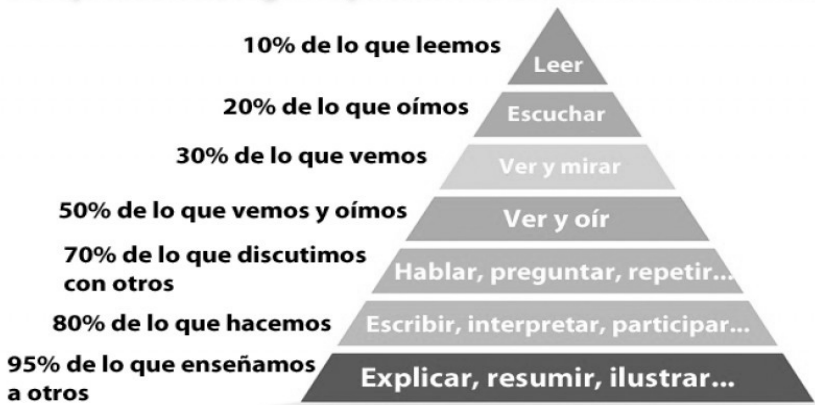 10% de lo que leemos
Leer
20% de lo que oímos
Escuchar
30% de lo que vemos
Ver y mirar
50% de lo que vemos y oímos
Ver y oír
70% de lo que discutimos
con otros
Hablar, preguntar, repetir...
80% de lo que hacemos
Escribir, interpretar, participar...
95% de lo que enseñamos
a otros
Explicar, resumir, ilustrar...